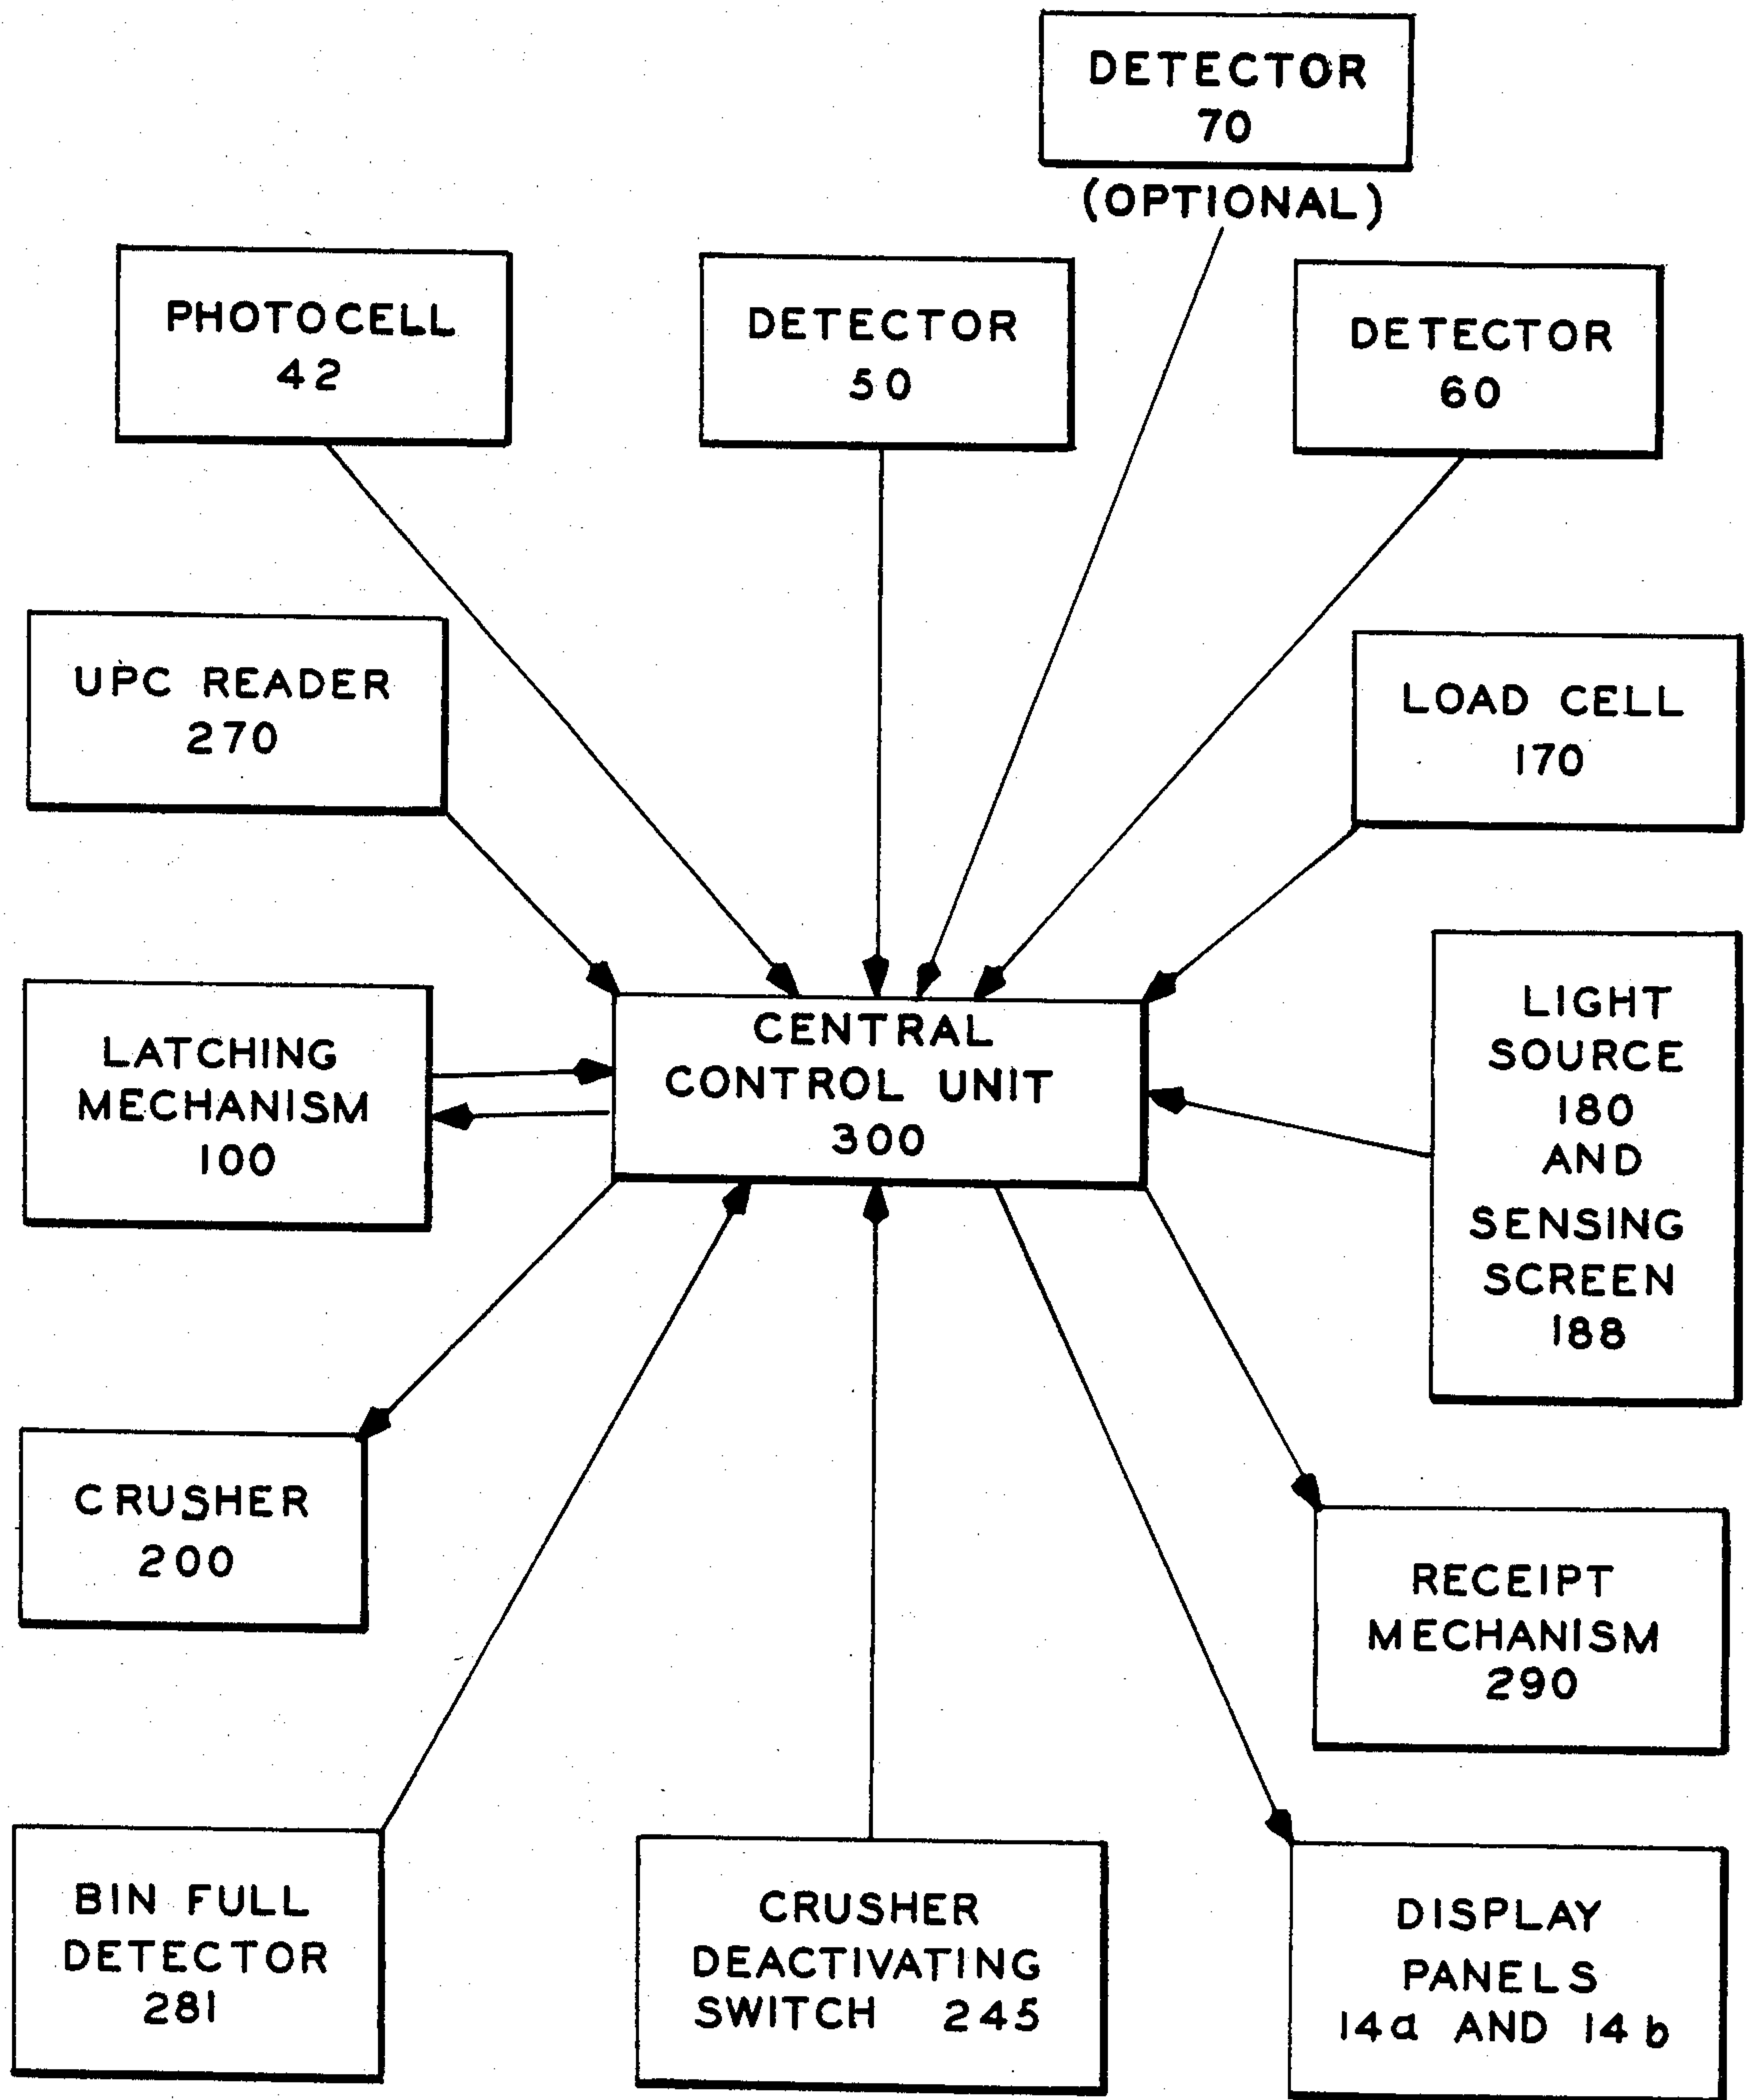 DETECTOR
70
(OPTIONAL)
PHOTOCELL
42
DETECTOR
50
DETECTOR
60
UPC READER
270
LOAD CELL
170
LATCHING
MECHANISM
100
CENTRAL
CONTROL UNIT
300
LIGHT
SOURCE
180
AND
SENSING
SCREEN
188
CRUSHER
200
RECEIPT
MECHANISM
290
BIN FULL
DETECTOR
281
CRUSHER
DEACTIVATING
SWITCH 245
DISPLAY
PANELS
14a AND 14b